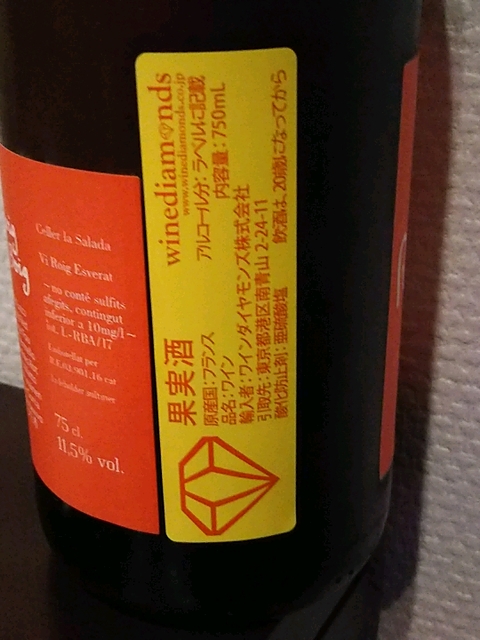 Celler la Salada
Vi Roig Esverat
~ no conté sulfits
afegits, contingut
inferior a 10mg/l ~
lot. L-RBA/17
R.E.03.901.16 cat
75 cl.
11,5% vol.
winediamonds
www.winediamonds.co.jp
果実酒
アルコール分：ラベルに記載
原産国：フランス
内容量：750mL
品名：ワイン
輸入者：ワインダイヤモンズ株式会社
引取先：東京都港区南青山 2-24-11
酸化防止剤：亜硫酸塩
飲酒は、20歳になってから